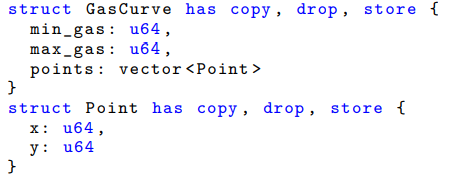 struct GasCurve has copy, drop, store {
  min_gas: u64,
  max_gas: u64,
  points: vector<Point>
}
struct Point has copy, drop, store {
  x: u64,
  y: u64
}